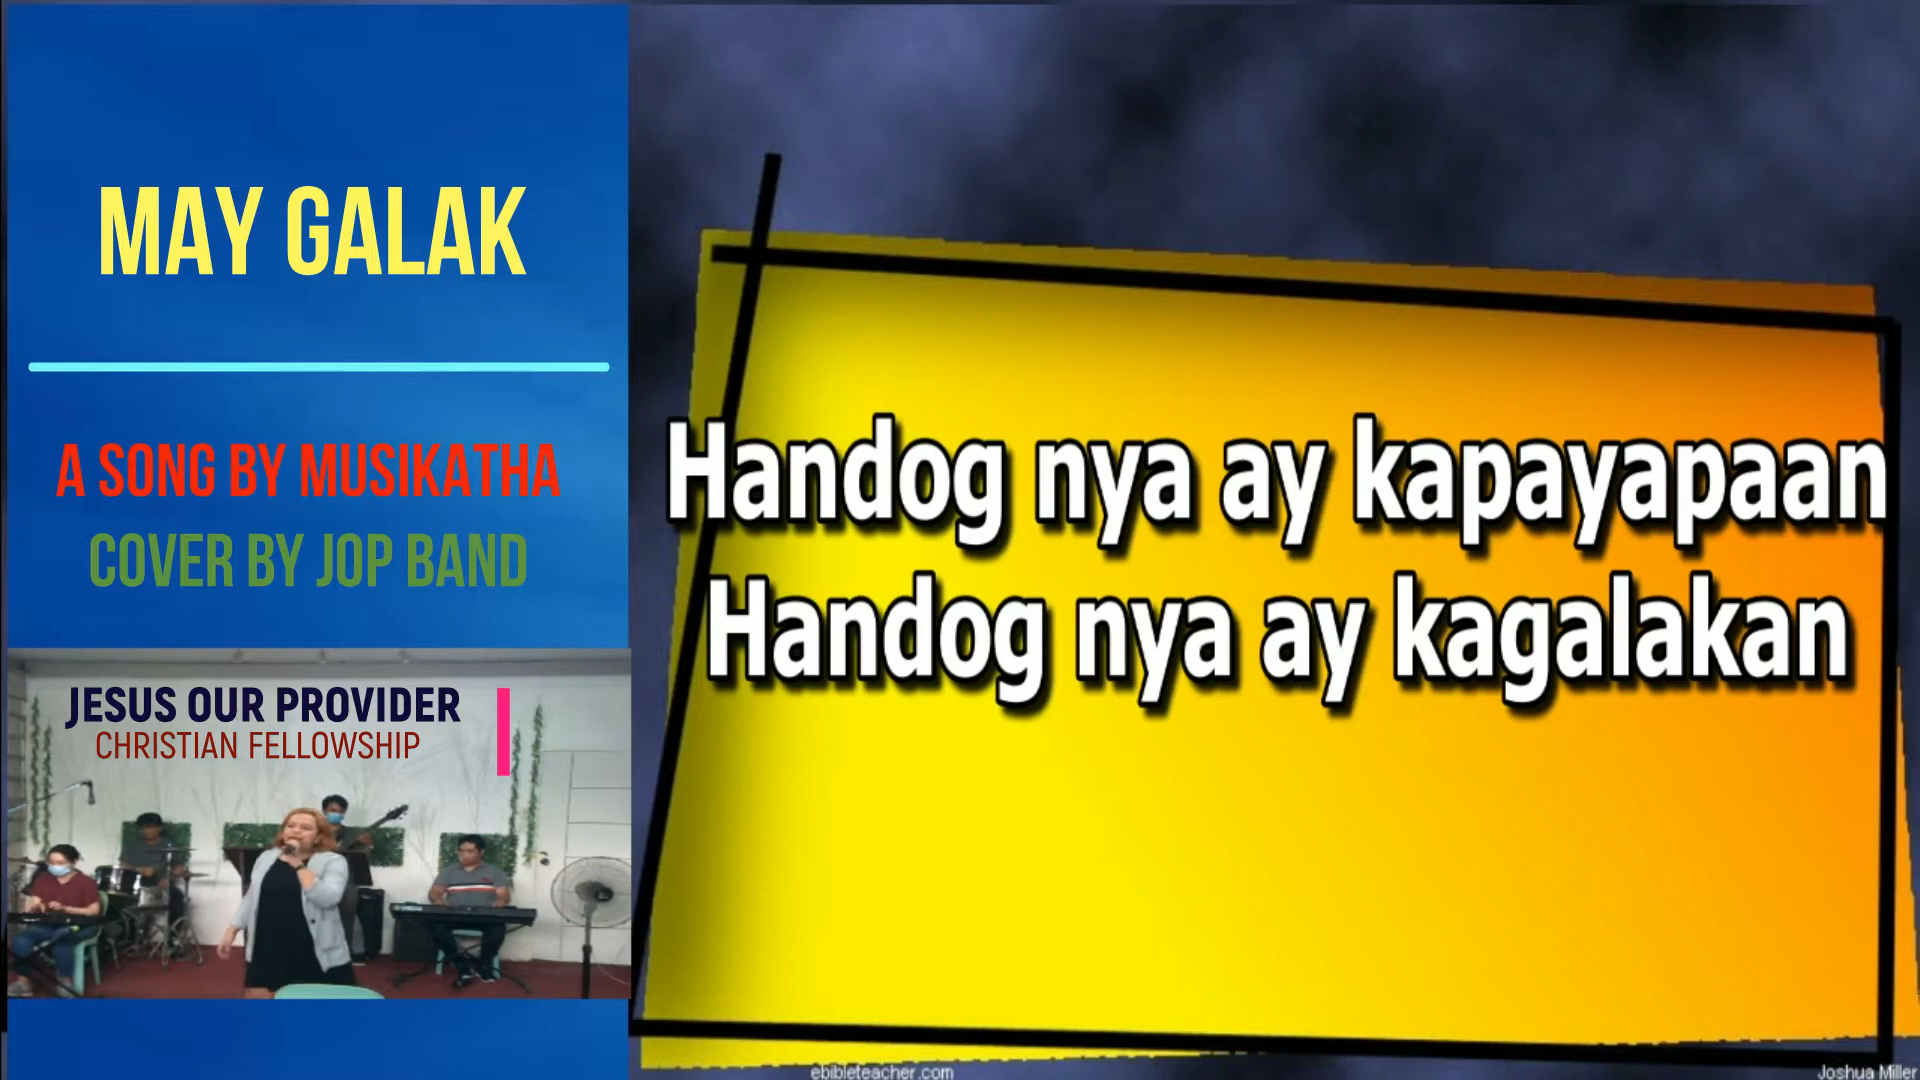 MAY GALAK
A SONG BY MUSIKATHA
COVER BY JOP BAND
JESUS OUR PROVIDER
CHRISTIAN FELLOWSHIP
Handog nya ay kapayapaan
Handog nya ay kagalakan
ebibleteacher.com
Joshua Miller